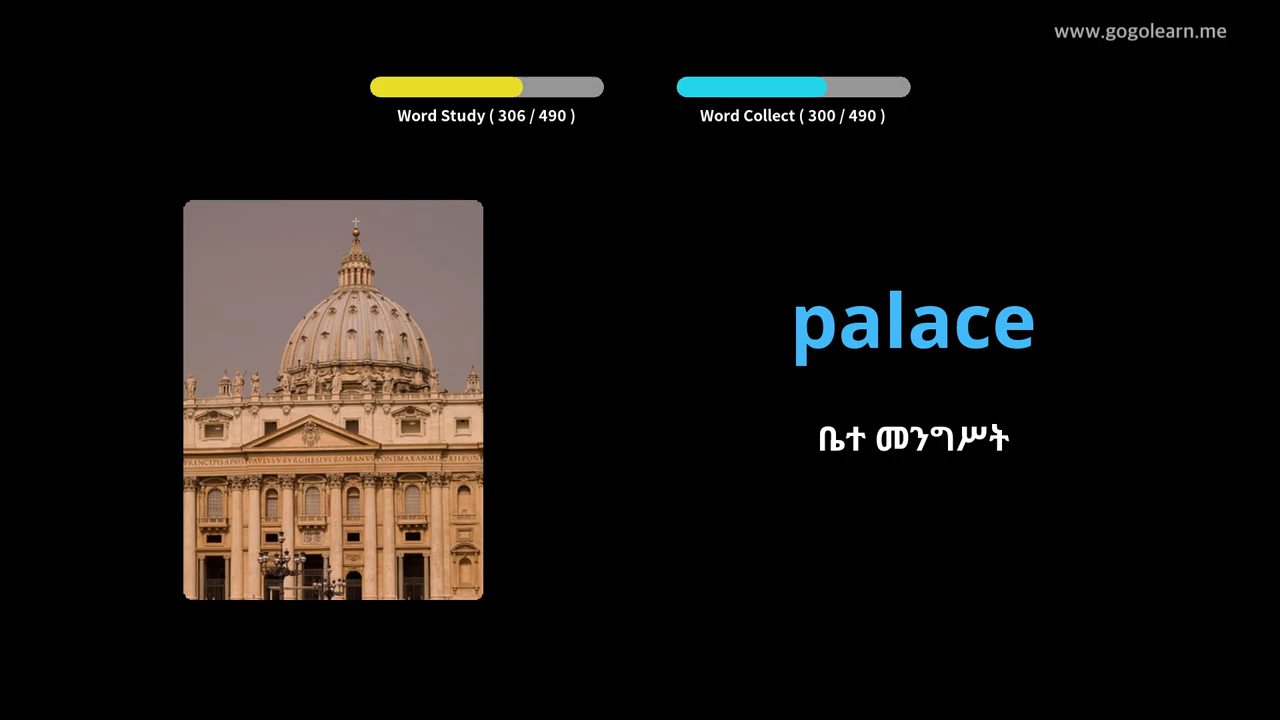 www.gogolearn.me
Word Study ( 306 / 490 )
Word Collect ( 300 / 490 )
palace
ቤተ መንግሥት